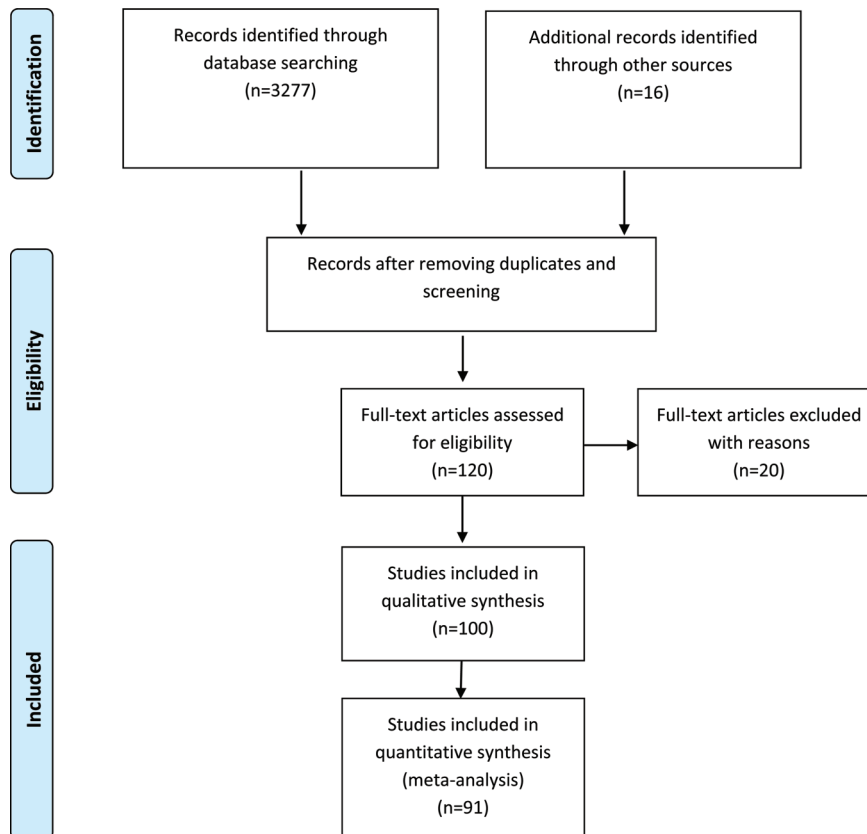 Identification
Records identified through
database searching
(n=3277)
Additional records identified
through other sources
(n=16)
Eligibility
Records after removing duplicates and
screening
Full-text articles assessed
for eligibility
(n=120)
Full-text articles excluded
with reasons
(n=20)
Included
Studies included in
qualitative synthesis
(n=100)
Studies included in
quantitative synthesis
(meta-analysis)
(n=91)